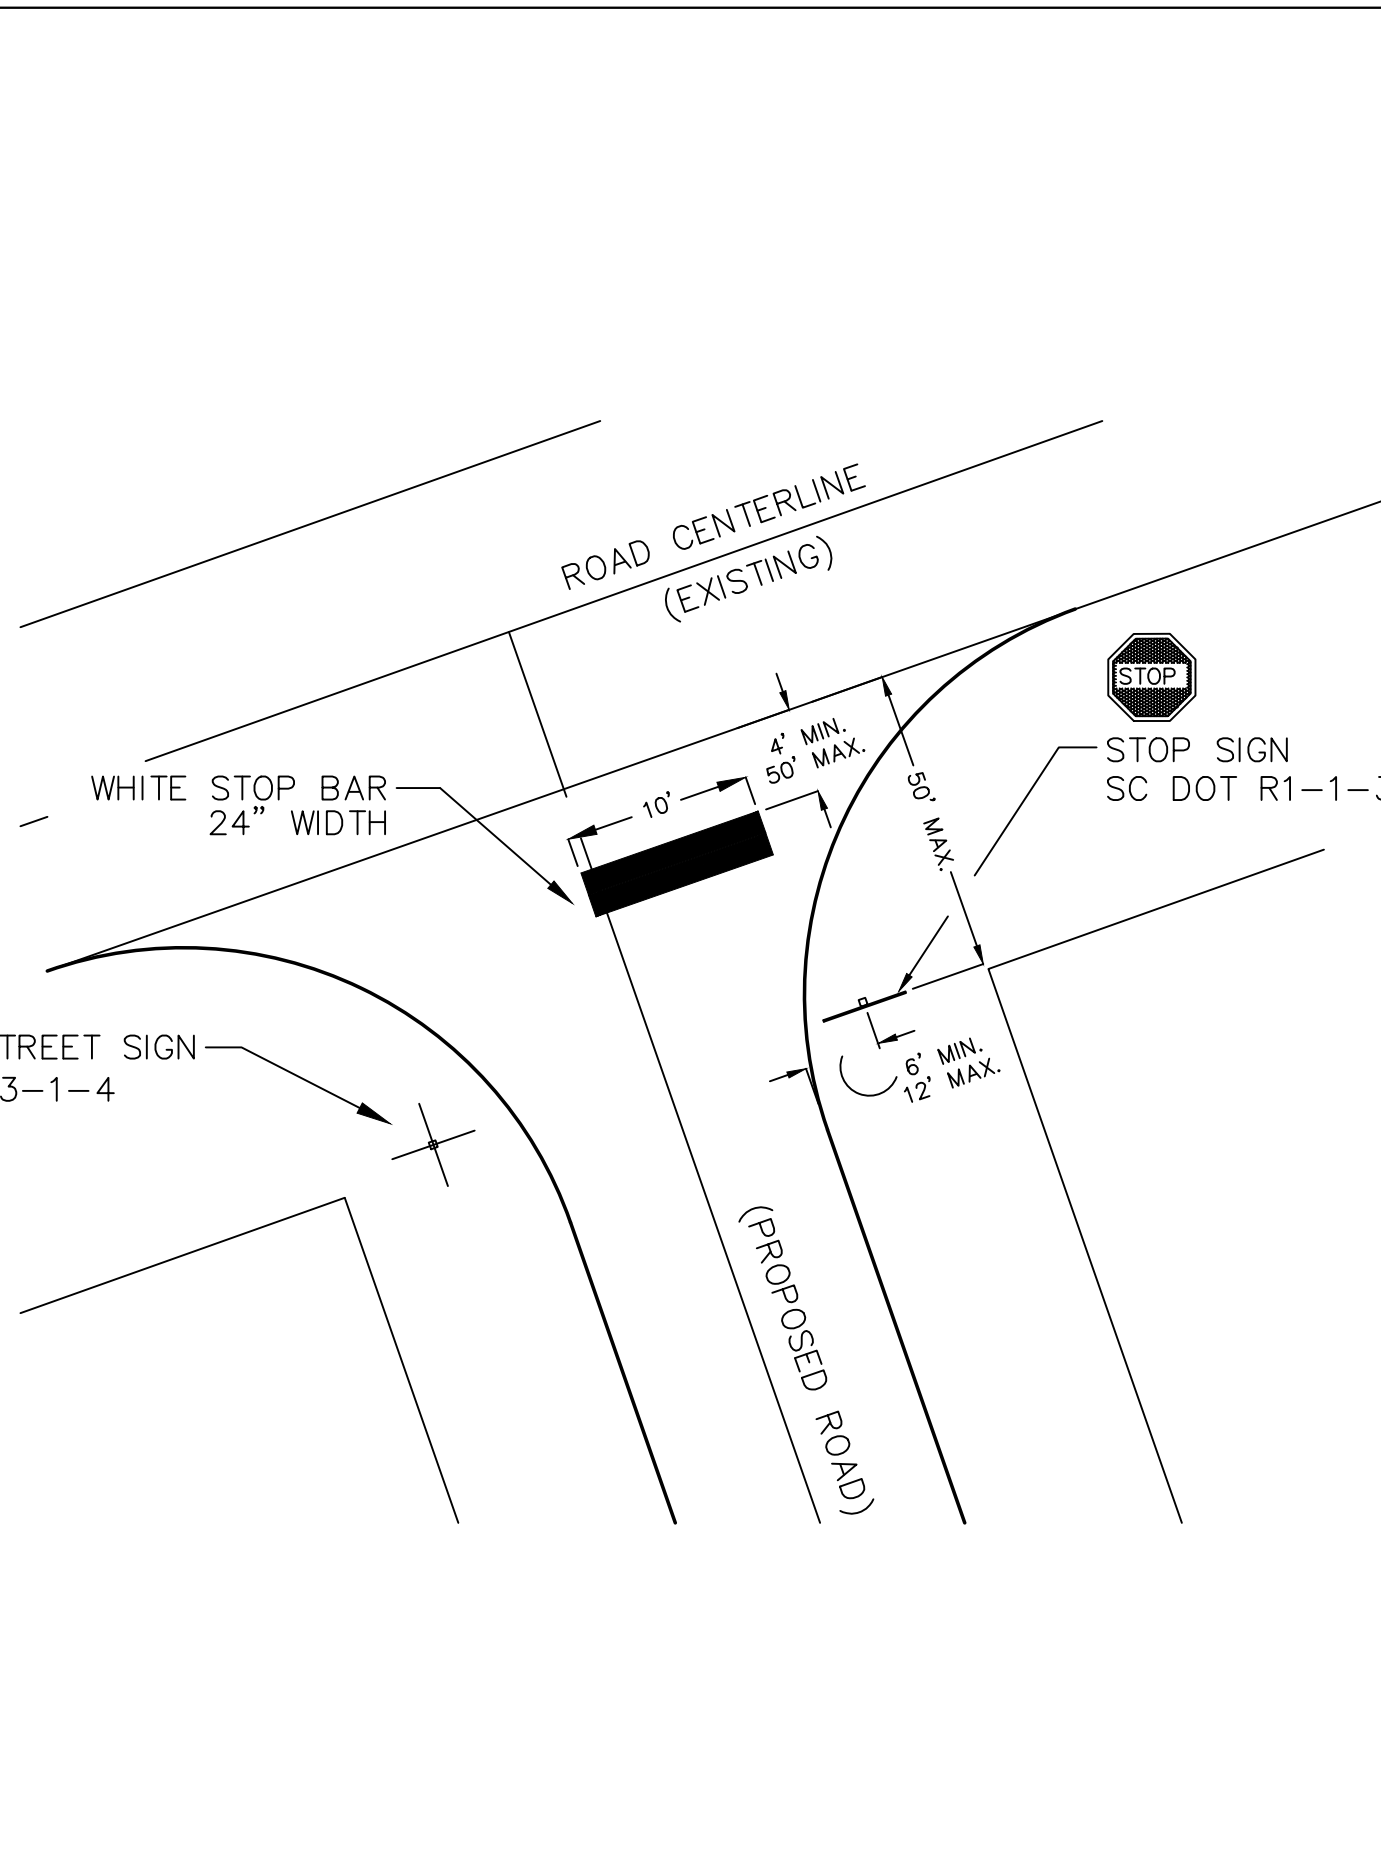 ROAD CENTERLINE
(EXISTING)
STOP
4' MIN.
50' MAX.
STOP SIGN
SC DOT R1-1-3
WHITE STOP BAR
24” WIDTH
10'
50' MAX.
TREET SIGN
3-1-4
6' MIN.
12' MAX.
(PROPOSED ROAD)